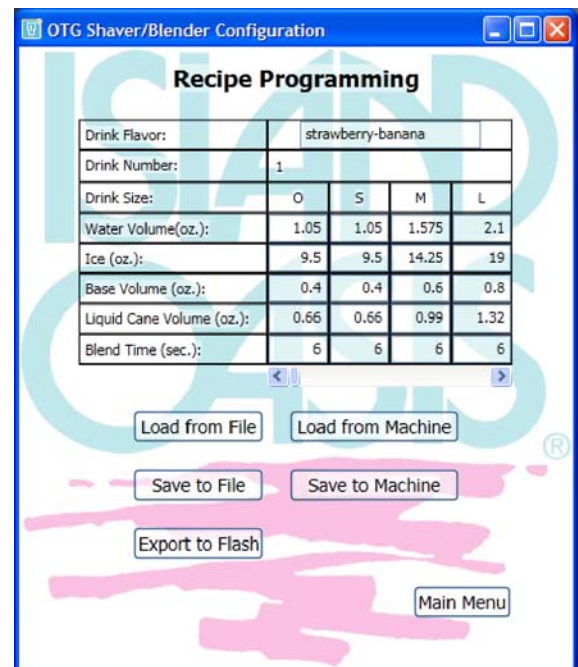 OTG Shaver/Blender Configuration
ISLAND
OASIS
®
Recipe Programming
Drink Flavor: strawberry-banana
Drink Number: 1
Drink Size: O S M L
Water Volume(oz.): 1.05 1.05 1.575 2.1
Ice (oz.): 9.5 9.5 14.25 19
Base Volume (oz.): 0.4 0.4 0.6 0.8
Liquid Cane Volume (oz.): 0.66 0.66 0.99 1.32
Blend Time (sec.): 6 6 6 6
Load from File Load from Machine
Save to File Save to Machine
Export to Flash
Main Menu